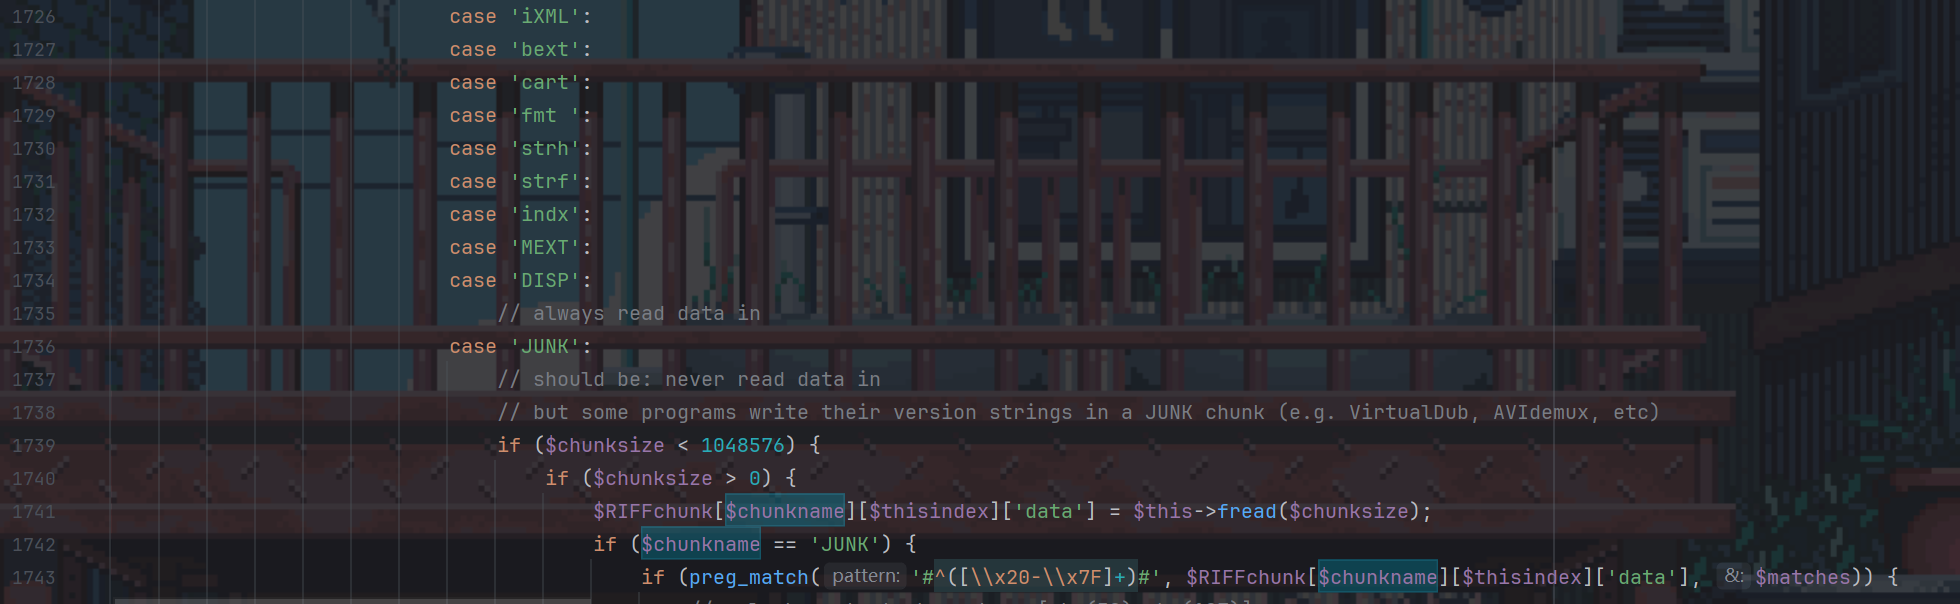 1726 case 'iXML':
1727 case 'bext':
1728 case 'cart':
1729 case 'fmt ':
1730 case 'strh':
1731 case 'strf':
1732 case 'indx':
1733 case 'MEXT':
1734 case 'DISP':
1735 // always read data in
1736 case 'JUNK':
1737 // should be: never read data in
1738 // but some programs write their version strings in a JUNK chunk (e.g. VirtualDub, AVIdemux, etc)
1739 if ($chunksize < 1048576) {
1740 if ($chunksize > 0) {
1741 $RIFFchunk[$chunkname][$thisindex]['data'] = $this->fread($chunksize);
1742 if ($chunkname == 'JUNK') {
1743 if (preg_match( pattern: '#^([\\x20-\\x7F]+)#', $RIFFchunk[$chunkname][$thisindex]['data'], &: $matches)) {